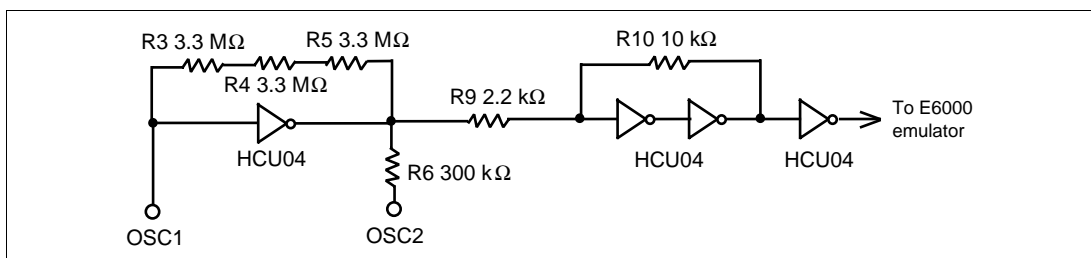 R3 3.3 MΩ
R5 3.3 MΩ
R4 3.3 MΩ
R10 10 kΩ
R9 2.2 kΩ
To E6000
emulator
HCU04
HCU04
HCU04
R6 300 kΩ
OSC1
OSC2